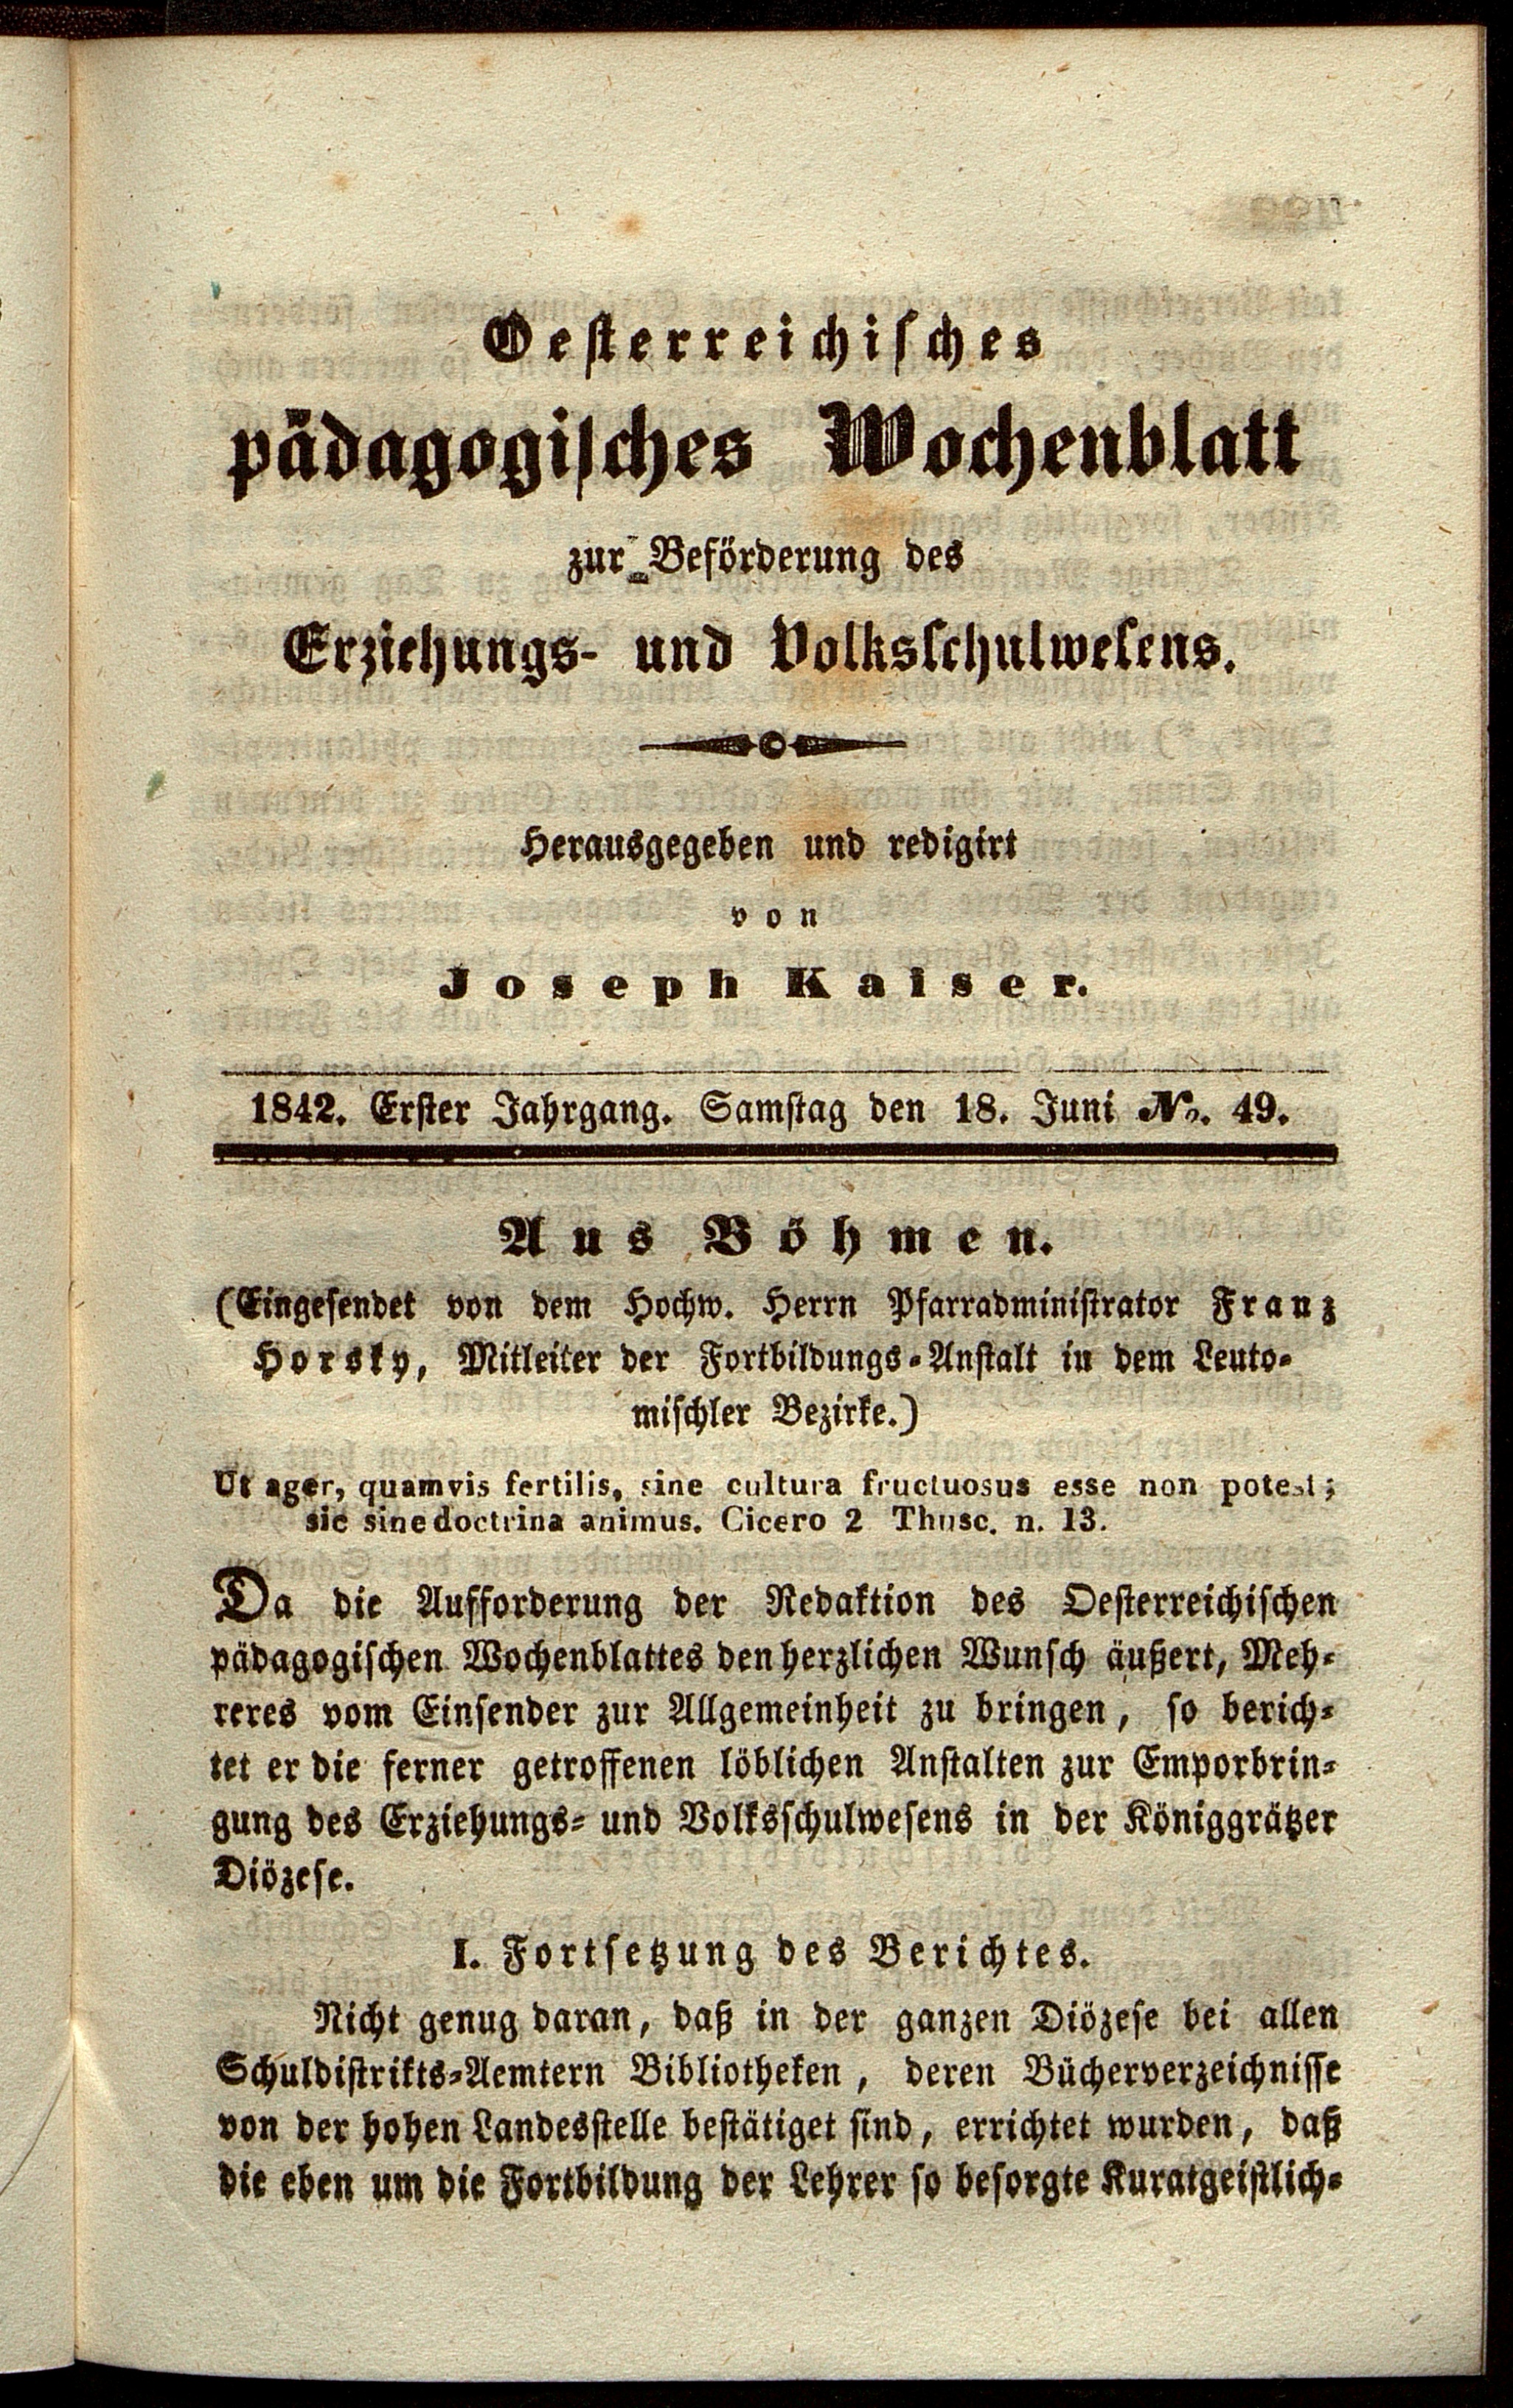 Oesterreichisches
pädagogisches Wochenblatt
zur Beförderung des
Erziehungs- und Volksschulwesens.
Herausgegeben und redigirt
von
Joseph Kaiser.
1842. Erster Jahrgang. Samstag den 18. Juni No. 49.
Aus Böhmen.
(Eingesendet von dem Hochw. Herrn Pfarradministrator Franz
Horsky, Mitleiter der Fortbildungs-Anstalt in dem Leuto-
mischler Bezirke.)
Ut ager, quamvis fertilis, sine cultura fructuosus esse non potest;
sic sine doctrina animus. Cicero 2 Thusc. n. 13.
Da die Aufforderung der Redaktion des Oesterreichischen
pädagogischen Wochenblattes den herzlichen Wunsch äußert, Meh-
reres vom Einsender zur Allgemeinheit zu bringen, so berich-
tet er die ferner getroffenen löblichen Anstalten zur Emporbrin-
gung des Erziehungs- und Volksschulwesens in der Königgrätzer
Diözese.
I. Fortsetzung des Berichtes.
Nicht genug daran, daß in der ganzen Diözese bei allen
Schuldistrikts-Aemtern Bibliotheken, deren Bücherverzeichnisse
von der hohen Landesstelle bestätiget sind, errichtet wurden, daß
die eben um die Fortbildung der Lehrer so besorgte Kuratgeistlich-